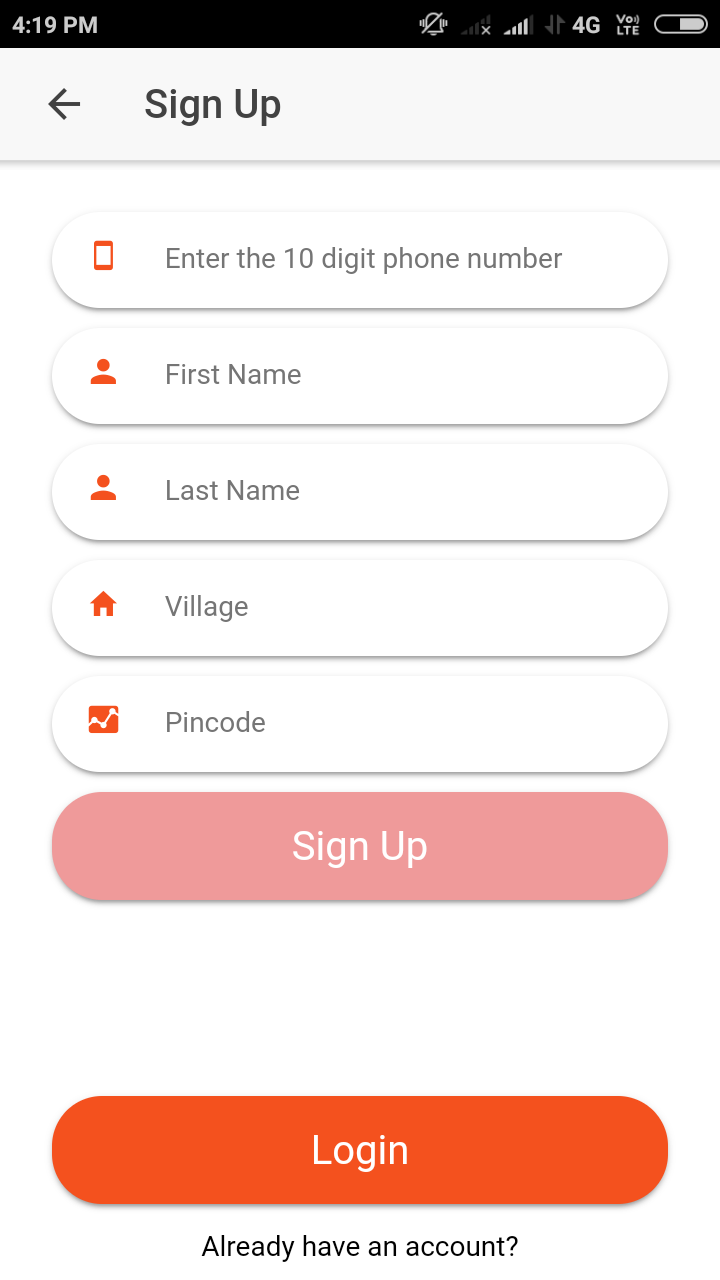 4:19 PM 4G Vo) LTE
Sign Up
Enter the 10 digit phone number
First Name
Last Name
Village
Pincode
Sign Up
Login
Already have an account?